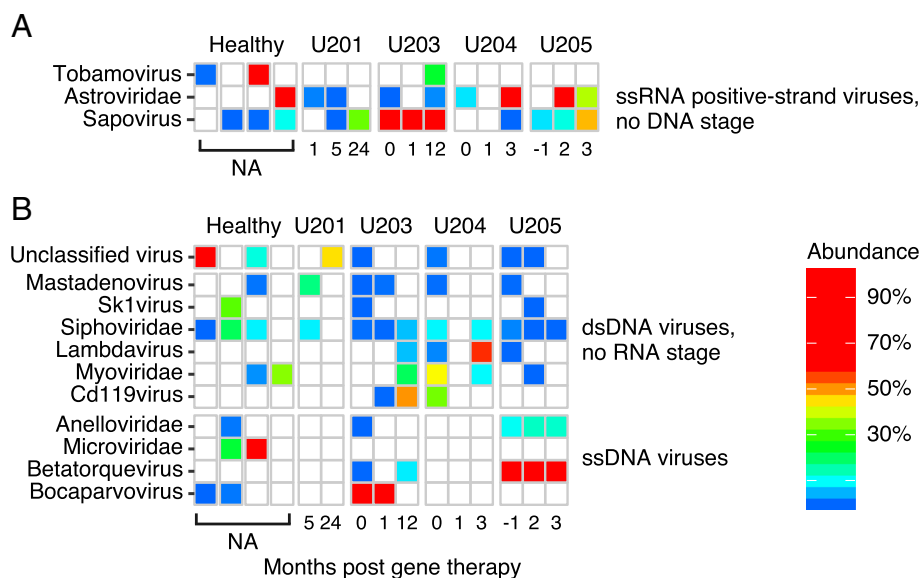 A
Healthy U201 U203 U204 U205
Tobamovirus
Astroviridae
Sapovirus
ssRNA positive-strand viruses,
no DNA stage
1 5 24 0 1 12 0 1 3 -1 2 3
NA
B
Healthy U201 U203 U204 U205
Unclassified virus
Mastadenovirus
Sk1virus
Siphoviridae
Lambdavirus
Myoviridae
Cd119virus
dsDNA viruses,
no RNA stage
Anelloviridae
Microviridae
Betatorquevirus
Bocaparvovirus
ssDNA viruses
5 24 0 1 12 0 1 3 -1 2 3
NA
Months post gene therapy
Abundance
90%
70%
50%
30%